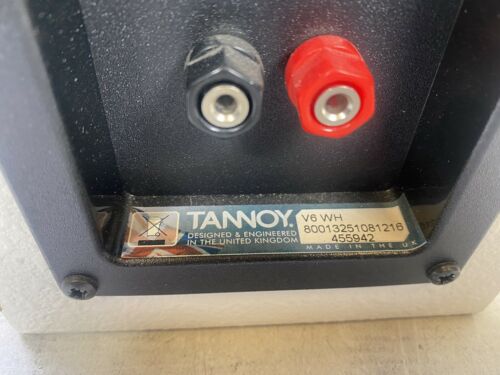 TANNOY
DESIGNED & ENGINEERED
IN THE UNITED KINGDOM
V6 WH
80013251081216
455942
MADE IN THE UK